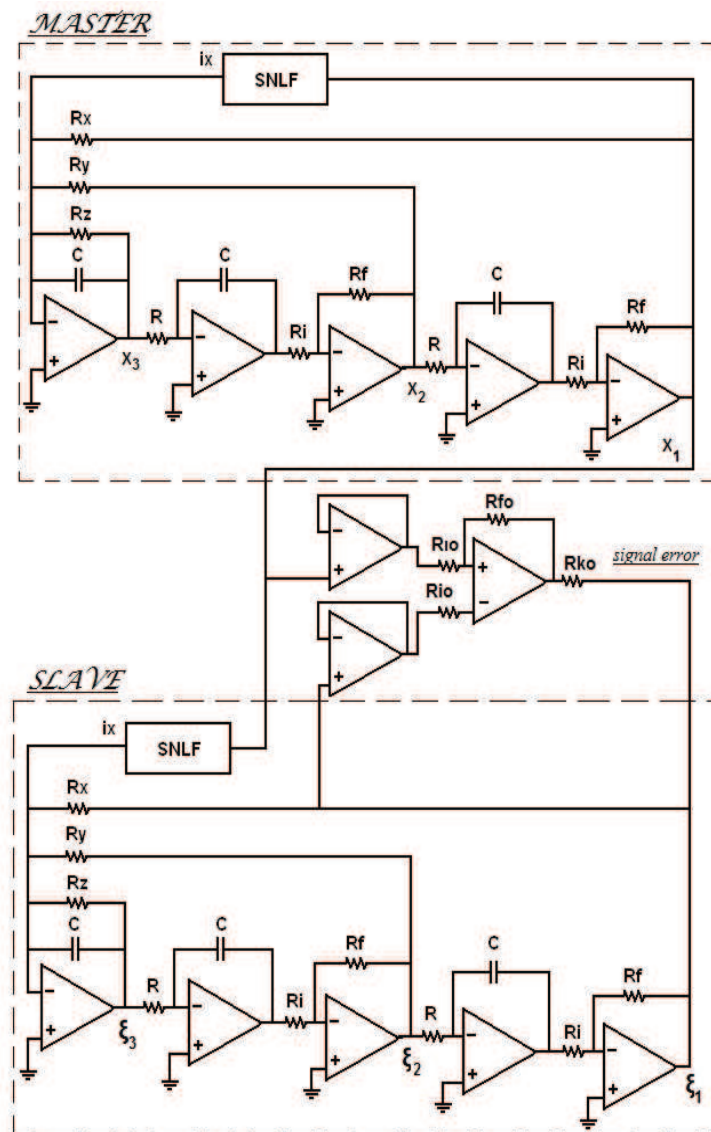 MASTER
ix
SNLF
Rx
Ry
Rz
C
C
C
Rf
Rf
R
Ri
R
Ri
-
+
-
+
-
+
-
+
-
+
X3
X2
X1
Rfo
Rio
Rko
signal error
Rio
+
-
-
+
-
+
SLAVE
ix
SNLF
Rx
Ry
Rz
C
C
C
Rf
Rf
R
Ri
R
Ri
-
+
-
+
-
+
-
+
-
+
ξ3
ξ2
ξ1